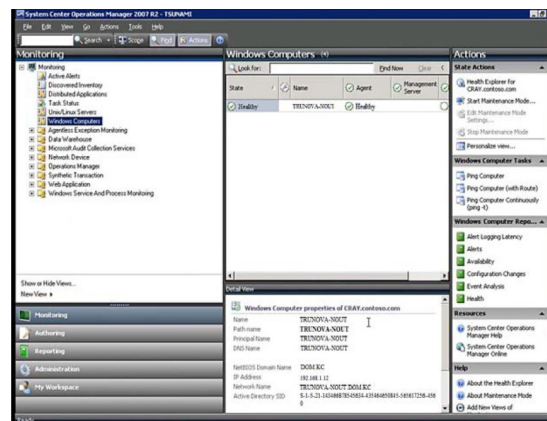 System Center Operations Manager 2007 R2 - TSUNAMI
File Edit View Go Actions Tools Help
Search Scope Find Actions
Monitoring
Monitoring
Active Alerts
Discovered Inventory
Distributed Applications
Task Status
Unix/Linux Servers
Windows Computers
Agentless Exception Monitoring
Data Warehouse
Microsoft Audit Collection Services
Network Device
Operations Manager
Synthetic Transaction
Web Application
Windows Service And Process Monitoring
Show or Hide Views...
New View
Monitoring
Authoring
Reporting
Administration
My Workspace
Ready
Windows Computers
Look for: Find Now Clear
State Name Agent Management Server
Healthy TRUNOVA-NOUT Healthy
Detail View
Windows Computer properties of CRAY.contoso.com
Name TRUNOVA-NOUT
Path name TRUNOVA-NOUT
Principal Name TRUNOVA-NOUT
DNS Name TRUNOVA-NOUT
NetBIOS Domain Name DOM.KC
IP Address 192.168.1.12
Network Name TRUNOVA-NOUT.DOM.KC
Active Directory SID
Actions
State Actions
Health Explorer for CRAY.contoso.com
Start Maintenance Mode...
Edit Maintenance Mode Settings...
Stop Maintenance Mode
Personalize view...
Windows Computer Tasks
Ping Computer
Ping Computer (with Route)
Ping Computer Continuously (ping -t)
Windows Computer Repo...
Alert Logging Latency
Alerts
Availability
Configuration Changes
Event Analysis
Health
Resources
System Center Operations Manager Help
System Center Operations Manager Online
Help
About the Health Explorer
About Maintenance Mode
Add New Views of